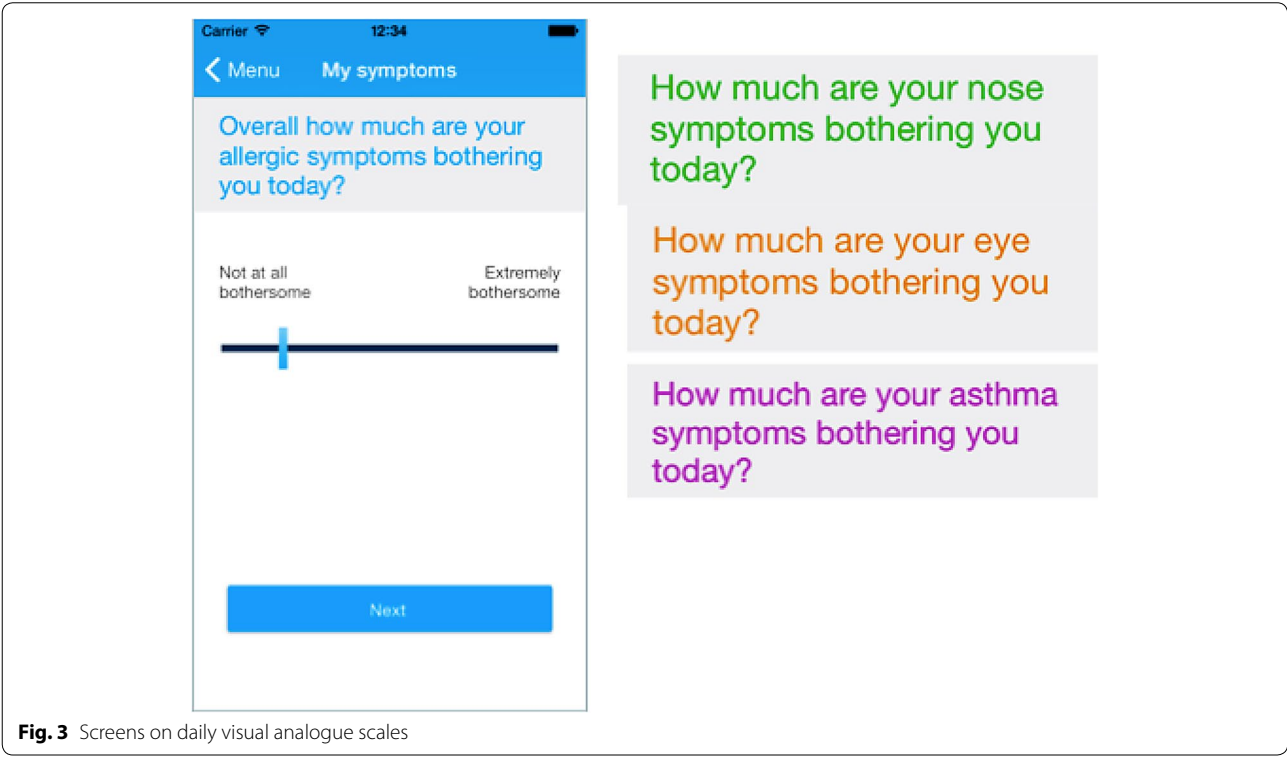 Carrier 12:34
Menu My symptoms
Overall how much are your
allergic symptoms bothering
you today?
Not at all
bothersome
Extremely
bothersome
Next
How much are your nose
symptoms bothering you
today?
How much are your eye
symptoms bothering you
today?
How much are your asthma
symptoms bothering you
today?
Fig. 3 Screens on daily visual analogue scales